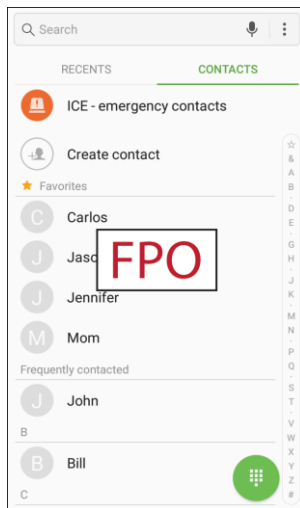 Search
RECENTS CONTACTS
ICE - emergency contacts
Create contact
Favorites
C Carlos
J Jaso
FPO
J Jennifer
M Mom
Frequently contacted
J John
B
B Bill
C
&
A
B
D
E
G
H
J
K
M
N
P
Q
S
T
V
W
X
Y
Z
#